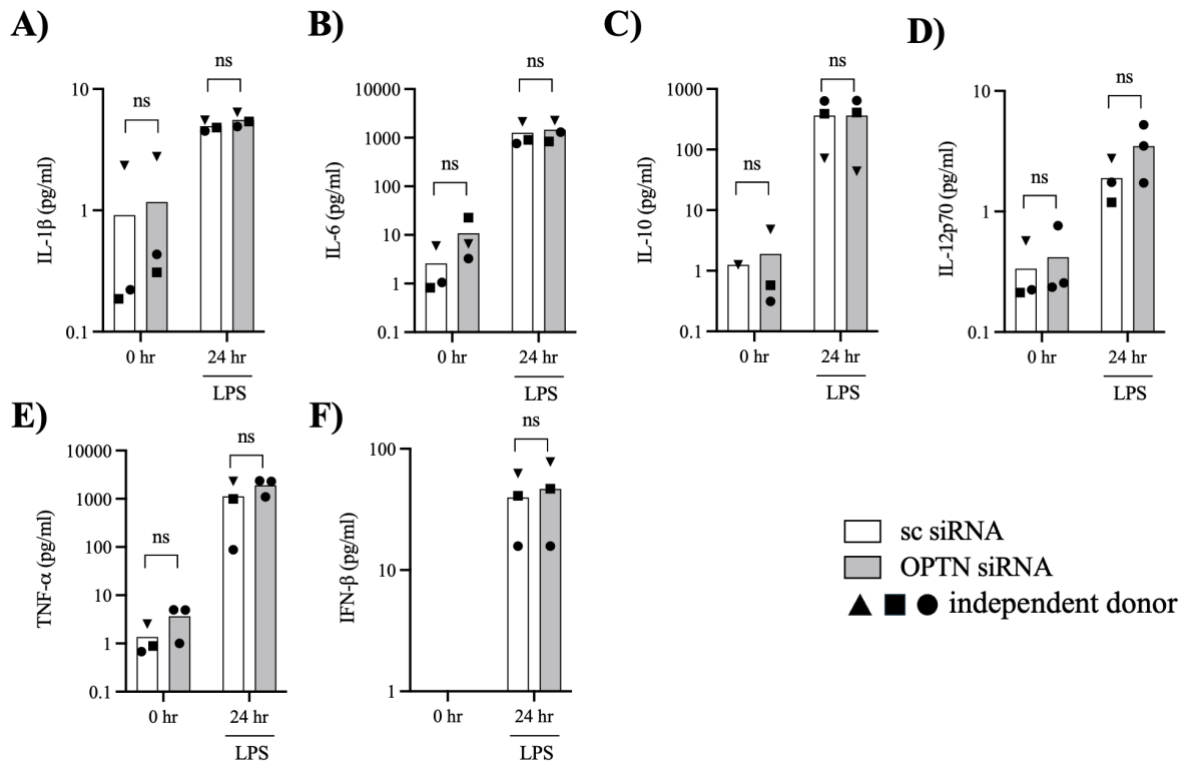 A)
IL-1β (pg/ml)
10
1
0.1
ns
ns
0 hr
24 hr
LPS
B)
IL-6 (pg/ml)
10000
1000
100
10
1
0.1
ns
ns
0 hr
24 hr
LPS
C)
IL-10 (pg/ml)
1000
100
10
1
0.1
ns
ns
0 hr
24 hr
LPS
D)
IL-12p70 (pg/ml)
10
1
0.1
ns
ns
0 hr
24 hr
LPS
E)
TNF-α (pg/ml)
10000
1000
100
10
1
0.1
ns
ns
0 hr
24 hr
LPS
F)
IFN-β (pg/ml)
100
10
1
ns
0 hr
24 hr
LPS
sc siRNA
OPTN siRNA
independent donor